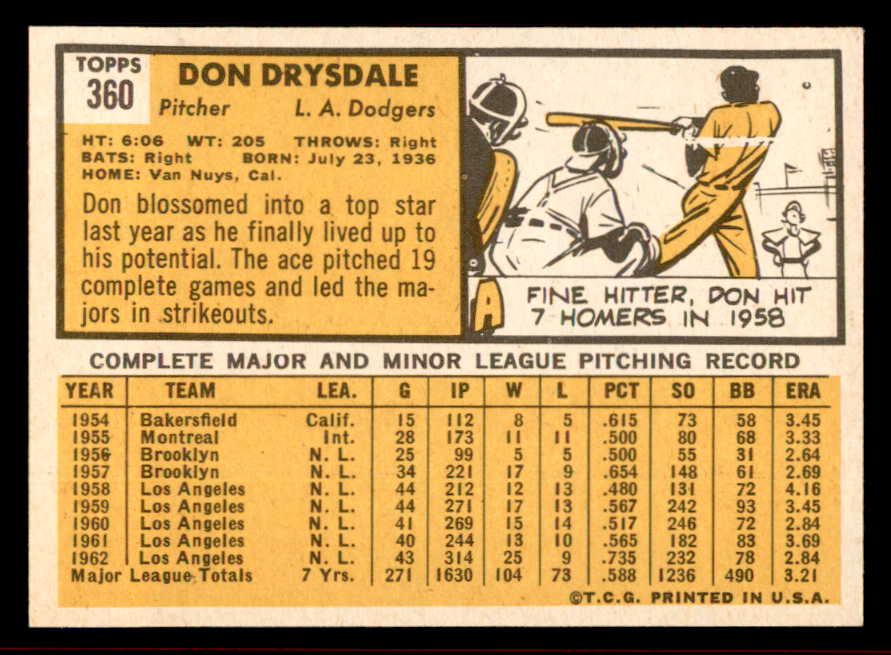 TOPPS
360
DON DRYSDALE
Pitcher L. A. Dodgers
HT: 6:06 WT: 205 THROWS: Right
BATS: Right BORN: July 23, 1936
HOME: Van Nuys, Cal.
Don blossomed into a top star
last year as he finally lived up to
his potential. The ace pitched 19
complete games and led the ma-
jors in strikeouts.
A
FINE HITTER, DON HIT
7 HOMERS IN 1958
COMPLETE MAJOR AND MINOR LEAGUE PITCHING RECORD
YEAR TEAM LEA. G IP W L PCT SO BB ERA
1954 Bakersfield Calif. 15 112 8 5 .615 73 58 3.45
1955 Montreal Int. 28 173 11 11 .500 80 68 3.33
1956 Brooklyn N. L. 25 99 5 5 .500 55 31 2.64
1957 Brooklyn N. L. 34 221 17 9 .654 148 61 2.69
1958 Los Angeles N. L. 44 212 12 13 .480 131 72 4.16
1959 Los Angeles N. L. 44 271 17 13 .567 242 93 3.45
1960 Los Angeles N. L. 41 269 15 14 .517 246 72 2.84
1961 Los Angeles N. L. 40 244 13 10 .565 182 83 3.69
1962 Los Angeles N. L. 43 314 25 9 .735 232 78 2.84
Major League Totals 7 Yrs. 271 1630 104 73 .588 1236 490 3.21
©T.C.G. PRINTED IN U.S.A.